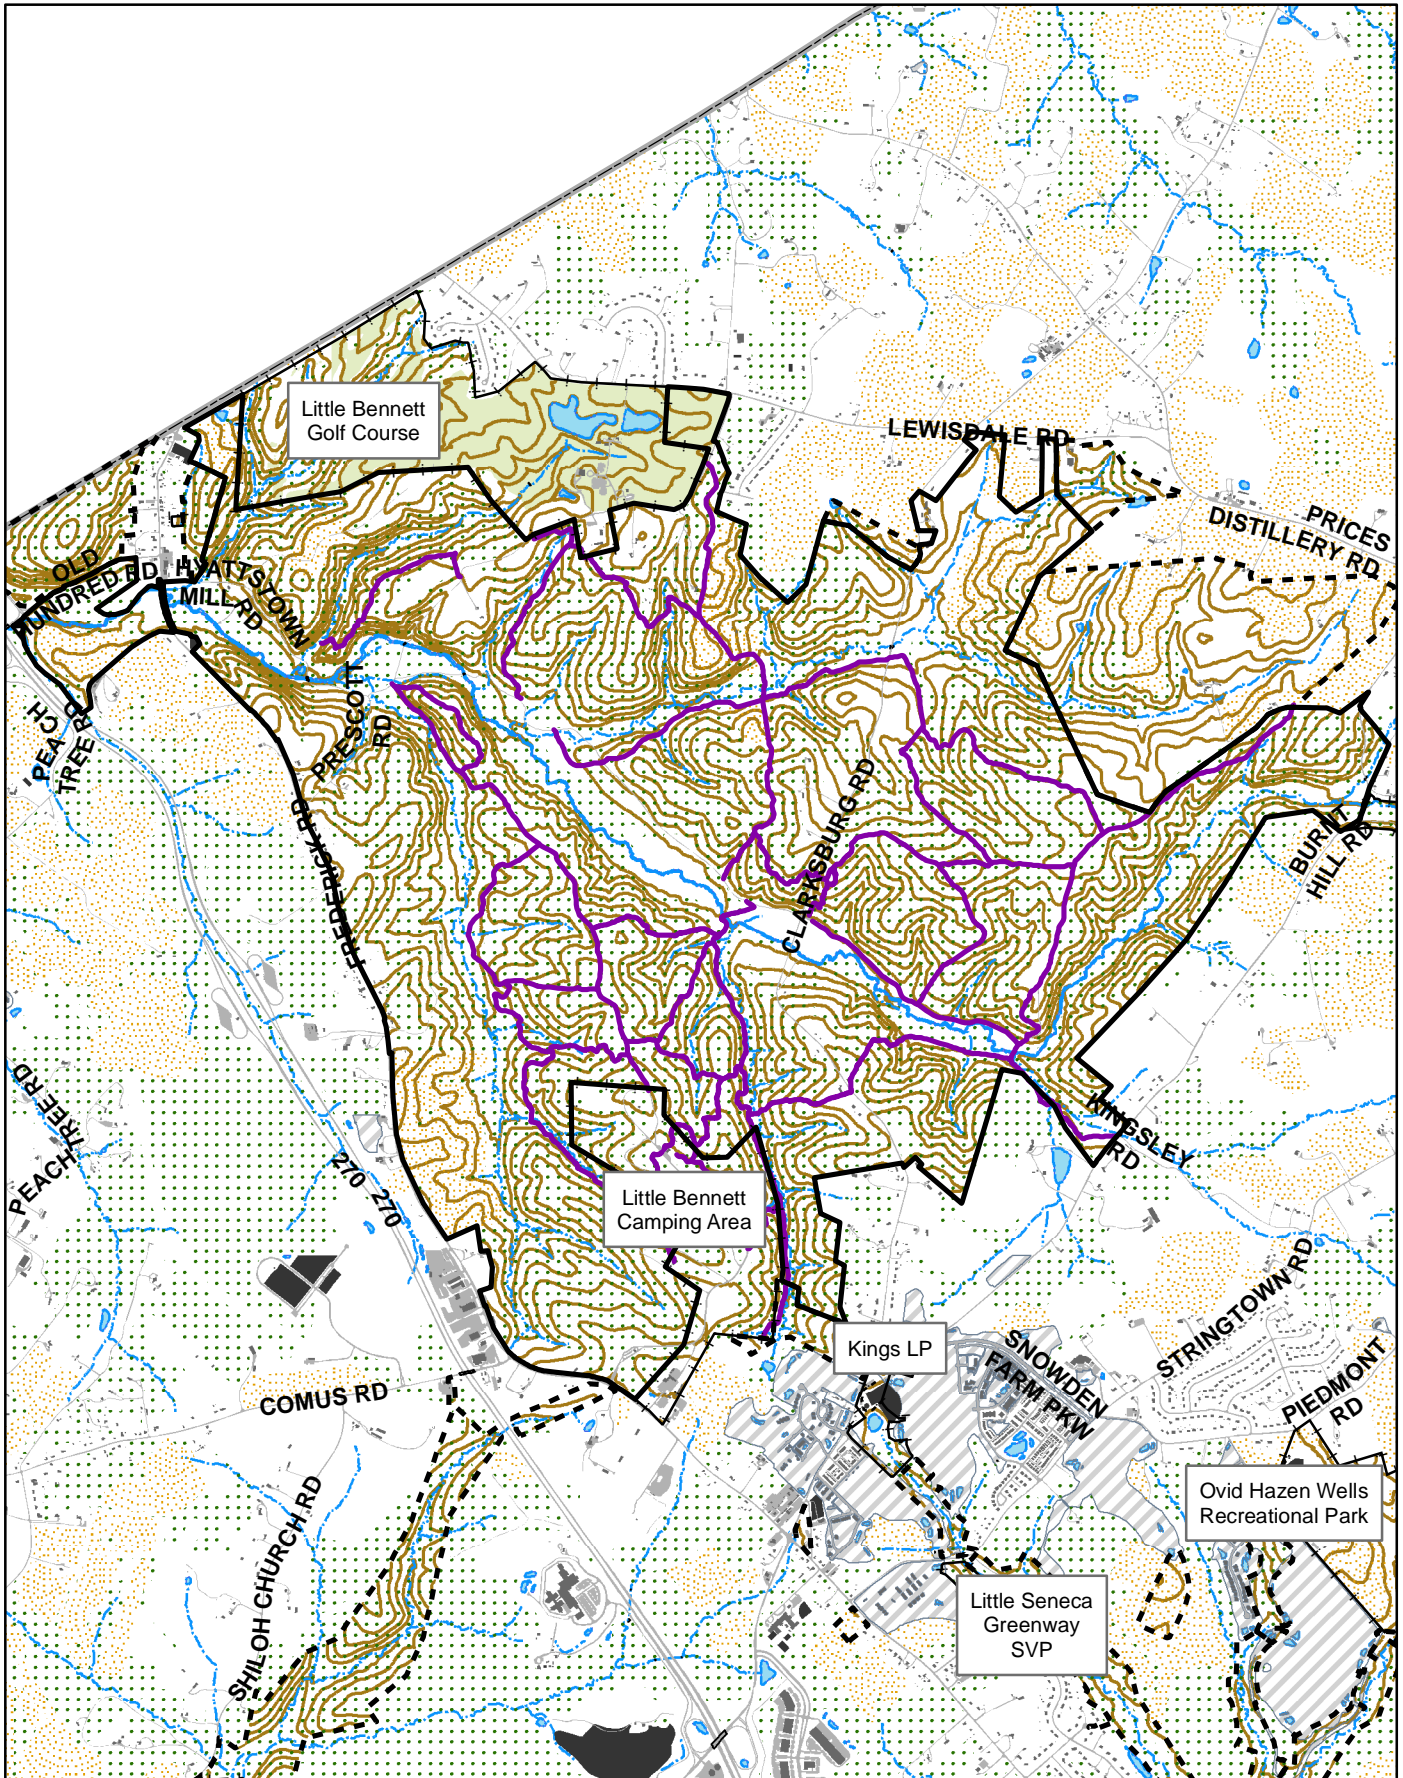 Little Bennett
Golf Course
LEWISDALE RD
PRICES
DISTILLERY RD
OLD
HUNDRED RD
HYATTSTOWN
MILL RD
PRESCOTT
RD
PEACH
TREE RD
FREDERICK RD
CLARKSBURG RD
BURNT
HILL RD
PEACH TREE RD
270
270
KINGSLEY
RD
Little Bennett
Camping Area
STRINGTOWN RD
Kings LP
SNOWDEN
FARM PKW
PIEDMONT
RD
COMUS RD
SHILOH CHURCH RD
Ovid Hazen Wells
Recreational Park
Little Seneca
Greenway
SVP